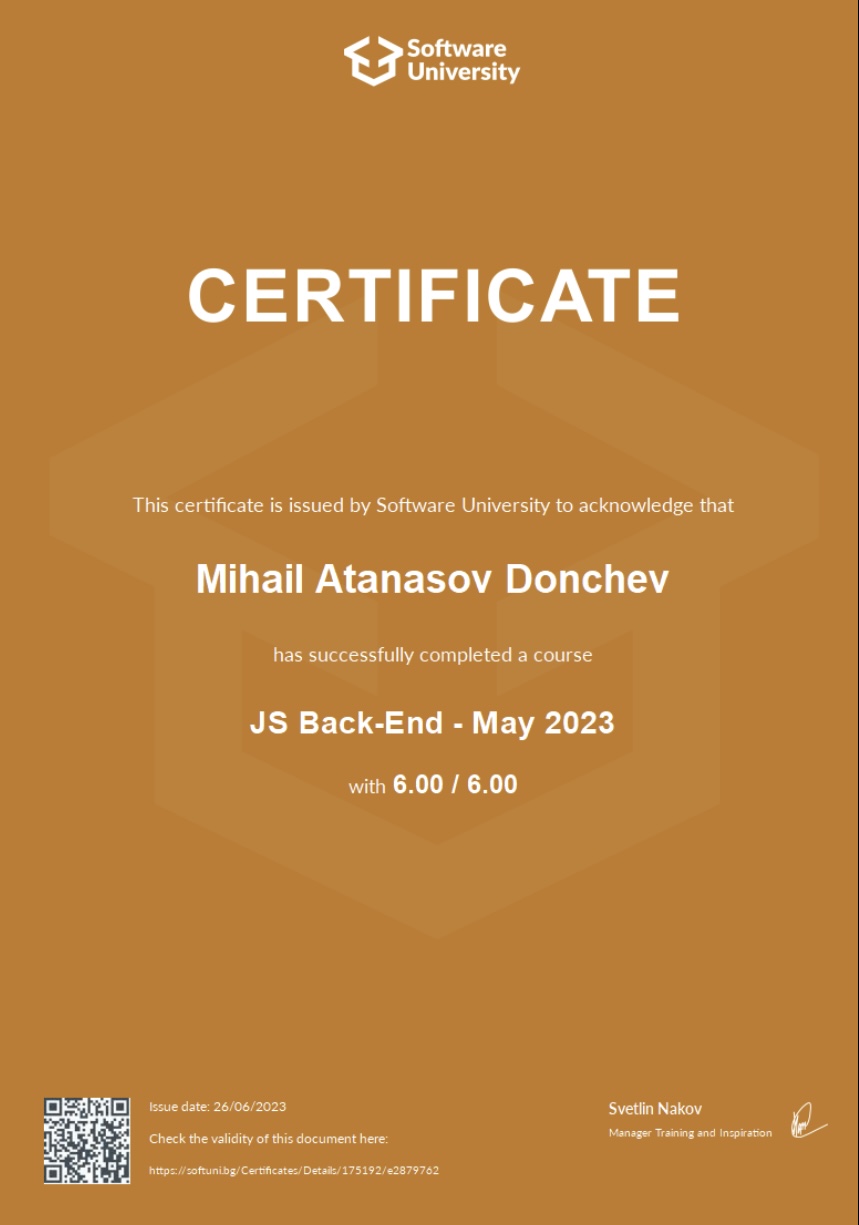 Software
University
CERTIFICATE
This certificate is issued by Software University to acknowledge that
Mihail Atanasov Donchev
has successfully completed a course
JS Back-End - May 2023
with 6.00 / 6.00
Issue date: 26/06/2023
Check the validity of this document here:
https://softuni.bg/Certificates/Details/175192/e2879762
Svetlin Nakov
Manager Training and Inspiration